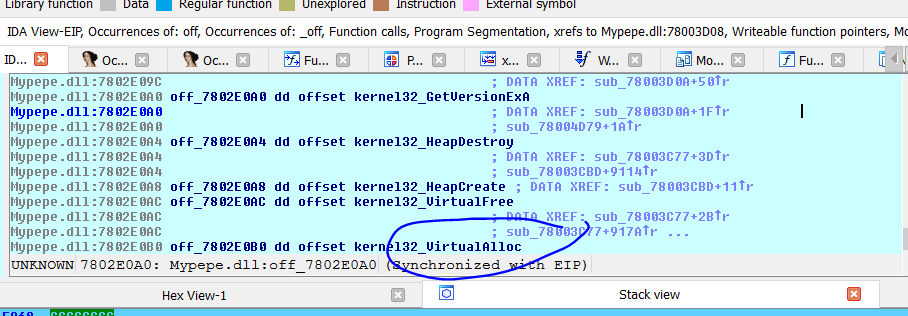 Library function Data Regular function Unexplored Instruction External symbol
IDA View-EIP, Occurrences of: off, Occurrences of: _off, Function calls, Program Segmentation, xrefs to Mypepe.dll:78003D08, Writeable function pointers, Mo
ID... Oc... Oc... Fu... P... x... W... Mo... Fu... F
Mypepe.dll:7802E09C ; DATA XREF: sub_78003D0A+50↑r
Mypepe.dll:7802E0A0 off_7802E0A0 dd offset kernel32_GetVersionExA
Mypepe.dll:7802E0A0 ; DATA XREF: sub_78003D0A+1F↑r
Mypepe.dll:7802E0A0 ; sub_78004D79+1A↑r
Mypepe.dll:7802E0A4 off_7802E0A4 dd offset kernel32_HeapDestroy
Mypepe.dll:7802E0A4 ; DATA XREF: sub_78003C77+3D↑r
Mypepe.dll:7802E0A4 ; sub_78003CBD+9114↑r
Mypepe.dll:7802E0A8 off_7802E0A8 dd offset kernel32_HeapCreate ; DATA XREF: sub_78003CBD+11↑r
Mypepe.dll:7802E0AC off_7802E0AC dd offset kernel32_VirtualFree
Mypepe.dll:7802E0AC ; DATA XREF: sub_78003C77+2B↑r
Mypepe.dll:7802E0AC ; sub_78003C77+917A↑r ...
Mypepe.dll:7802E0B0 off_7802E0B0 dd offset kernel32_VirtualAlloc
UNKNOWN 7802E0A0: Mypepe.dll:off_7802E0A0 (Synchronized with EIP)
Hex View-1 Stack view